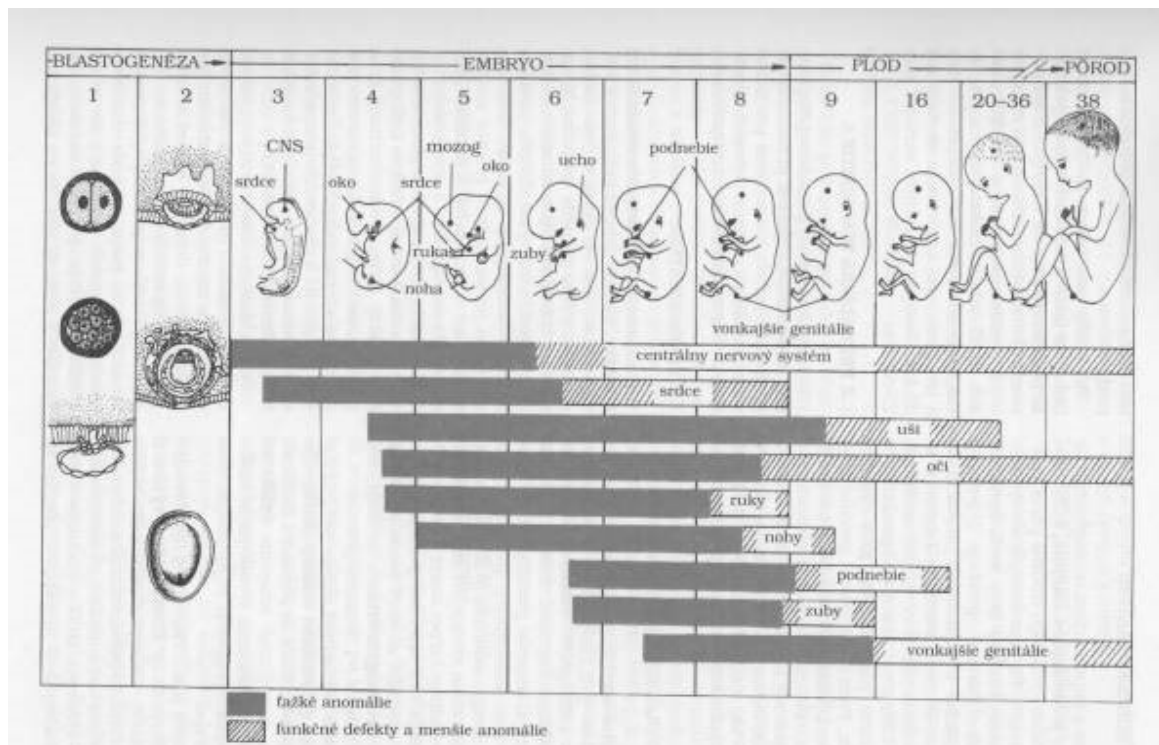 BLASTOGENÉZA EMBRYO PLOD PÔROD
1 2 3 4 5 6 7 8 9 16 20–36 38
CNS mozog podnebie
oko ucho
srdce oko srdce
ruka zuby
noha
vonkajšie genitálie
centrálny nervový systém
srdce
uši
oči
ruky
nohy
podnebie
zuby
vonkajšie genitálie
ťažké anomálie
funkčné defekty a menšie anomálie